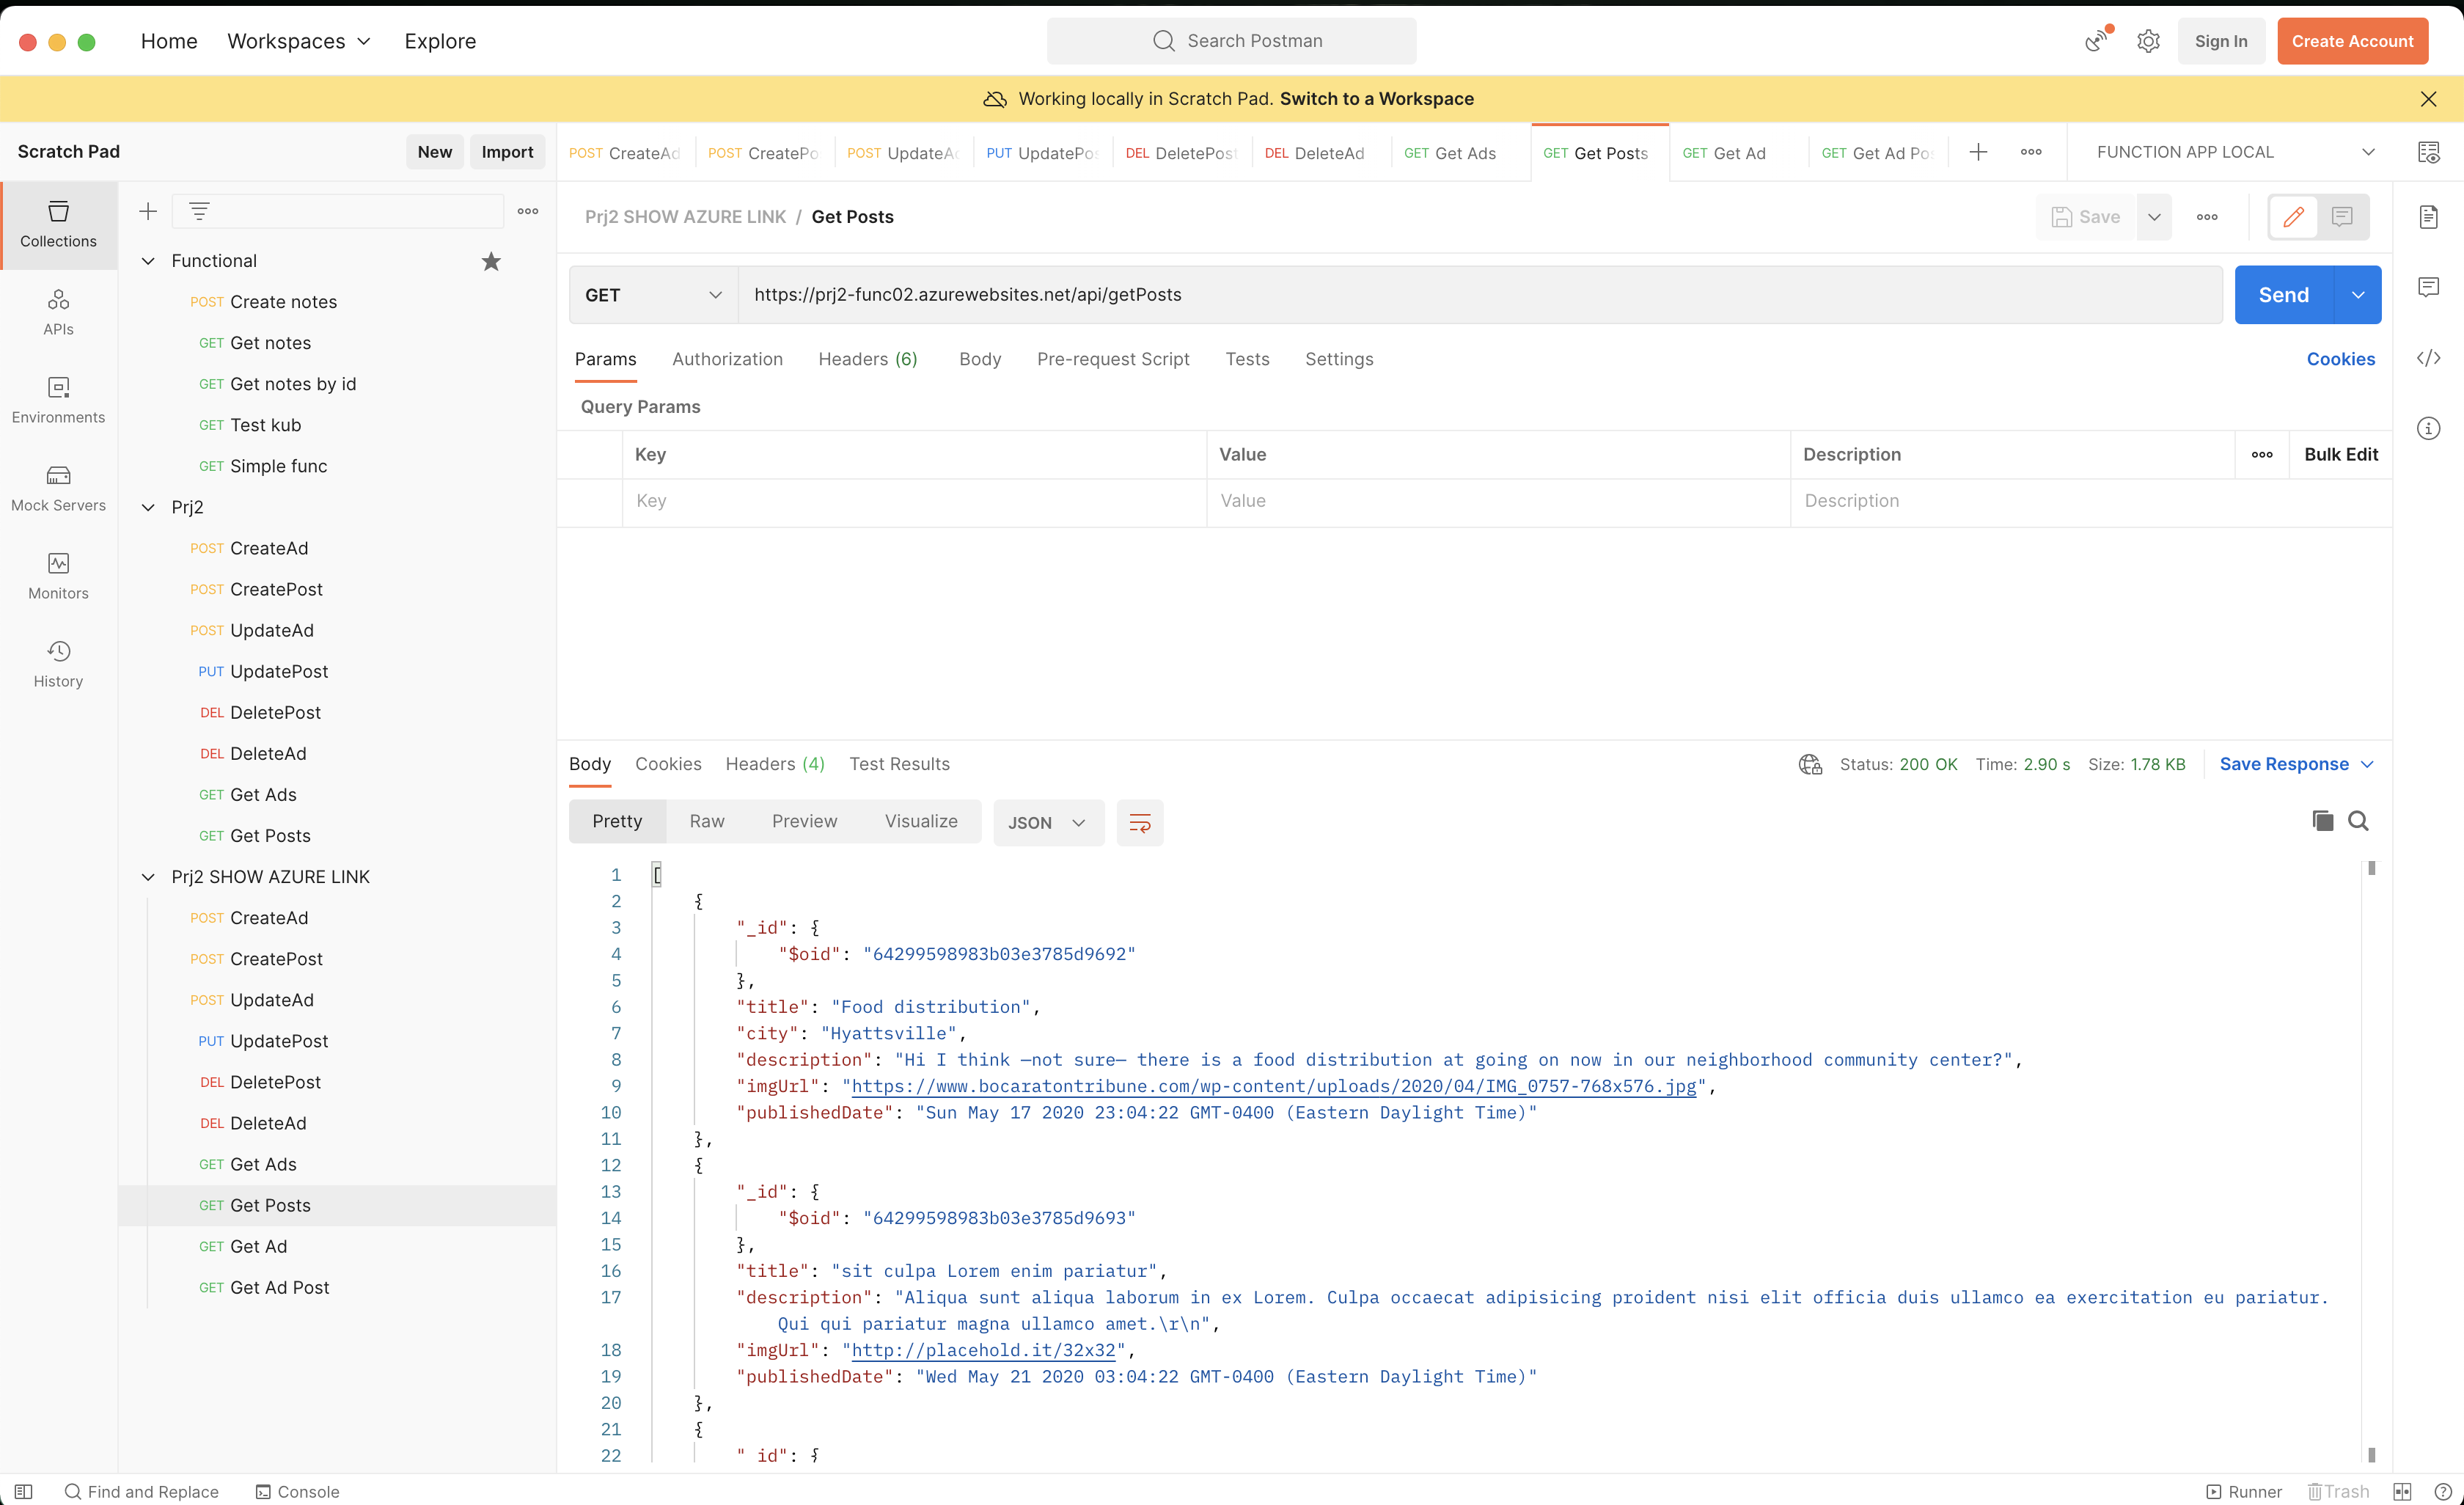 Home Workspaces Explore
Search Postman
Sign In Create Account
Working locally in Scratch Pad. Switch to a Workspace
Scratch Pad New Import
POST CreateAd POST CreatePo POST UpdateAd PUT UpdatePos DEL DeletePost DEL DeleteAd GET Get Ads GET Get Posts GET Get Ad GET Get Ad Pos
FUNCTION APP LOCAL
Collections
APIs
Environments
Mock Servers
Monitors
History
Functional
POST Create notes
GET Get notes
GET Get notes by id
GET Test kub
GET Simple func
Prj2
POST CreateAd
POST CreatePost
POST UpdateAd
PUT UpdatePost
DEL DeletePost
DEL DeleteAd
GET Get Ads
GET Get Posts
Prj2 SHOW AZURE LINK
POST CreateAd
POST CreatePost
POST UpdateAd
PUT UpdatePost
DEL DeletePost
DEL DeleteAd
GET Get Ads
GET Get Posts
GET Get Ad
GET Get Ad Post
Prj2 SHOW AZURE LINK / Get Posts
Save
GET https://prj2-func02.azurewebsites.net/api/getPosts
Send
Params Authorization Headers (6) Body Pre-request Script Tests Settings
Cookies
Query Params
Key Value Description Bulk Edit
Key Value Description
Body Cookies Headers (4) Test Results
Status: 200 OK Time: 2.90 s Size: 1.78 KB Save Response
Pretty Raw Preview Visualize JSON
1 [
2 {
3 "_id": {
4 "$oid": "64299598983b03e3785d9692"
5 },
6 "title": "Food distribution",
7 "city": "Hyattsville",
8 "description": "Hi I think —not sure— there is a food distribution at going on now in our neighborhood community center?",
9 "imgUrl": "https://www.bocaratontribune.com/wp-content/uploads/2020/04/IMG_0757-768x576.jpg",
10 "publishedDate": "Sun May 17 2020 23:04:22 GMT-0400 (Eastern Daylight Time)"
11 },
12 {
13 "_id": {
14 "$oid": "64299598983b03e3785d9693"
15 },
16 "title": "sit culpa Lorem enim pariatur",
17 "description": "Aliqua sunt aliqua laborum in ex Lorem. Culpa occaecat adipisicing proident nisi elit officia duis ullamco ea exercitation eu pariatur.
Qui qui pariatur magna ullamco amet.\r\n",
18 "imgUrl": "http://placehold.it/32x32",
19 "publishedDate": "Wed May 21 2020 03:04:22 GMT-0400 (Eastern Daylight Time)"
20 },
21 {
22 "_id": {
Find and Replace Console
Runner Trash